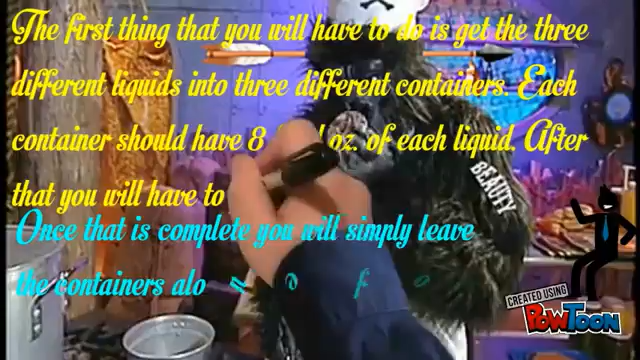 The first thing that you will have to do is get the three
different liquids into three different containers. Each
container should have 8 oz. of each liquid. After
that you will have to
Once that is complete you will simply leave
the containers alo n e f o
BEAUTY
CREATED USING
POWTOON